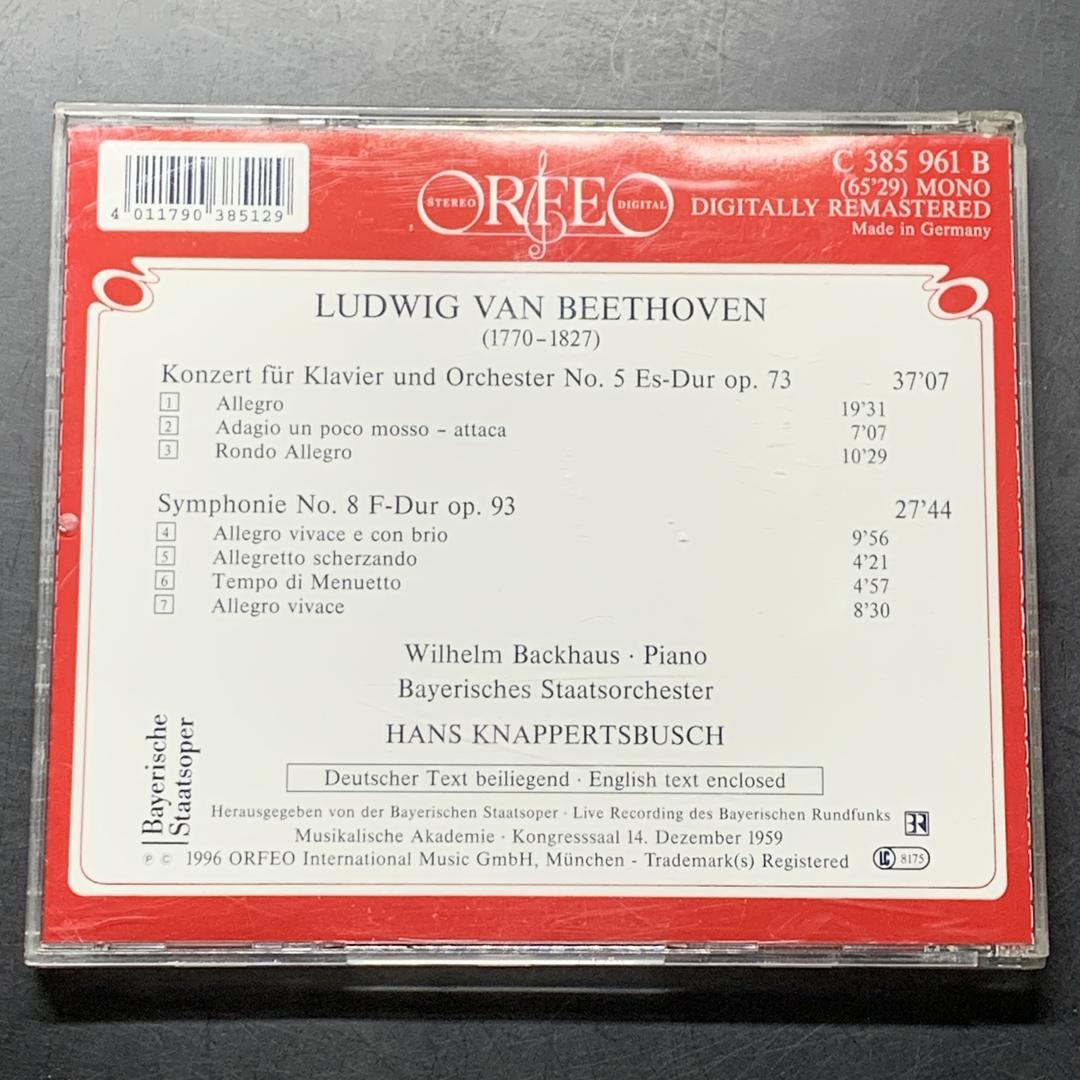 4 011790 385129
STEREO ORFEO DIGITAL
C 385 961 B
(65'29) MONO
DIGITALLY REMASTERED
Made in Germany
LUDWIG VAN BEETHOVEN
(1770–1827)
Konzert für Klavier und Orchester No. 5 Es-Dur op. 73 37'07
1 Allegro 19'31
2 Adagio un poco mosso – attaca 7'07
3 Rondo Allegro 10'29
Symphonie No. 8 F-Dur op. 93 27'44
4 Allegro vivace e con brio 9'56
5 Allegretto scherzando 4'21
6 Tempo di Menuetto 4'57
7 Allegro vivace 8'30
Wilhelm Backhaus · Piano
Bayerisches Staatsorchester
HANS KNAPPERTSBUSCH
Deutscher Text beiliegend · English text enclosed
Bayerische
Staatsoper
Herausgegeben von der Bayerischen Staatsoper · Live Recording des Bayerischen Rundfunks BR
Musikalische Akademie · Kongresssaal 14. Dezember 1959
℗ © 1996 ORFEO International Music GmbH, München - Trademark(s) Registered LC 8175